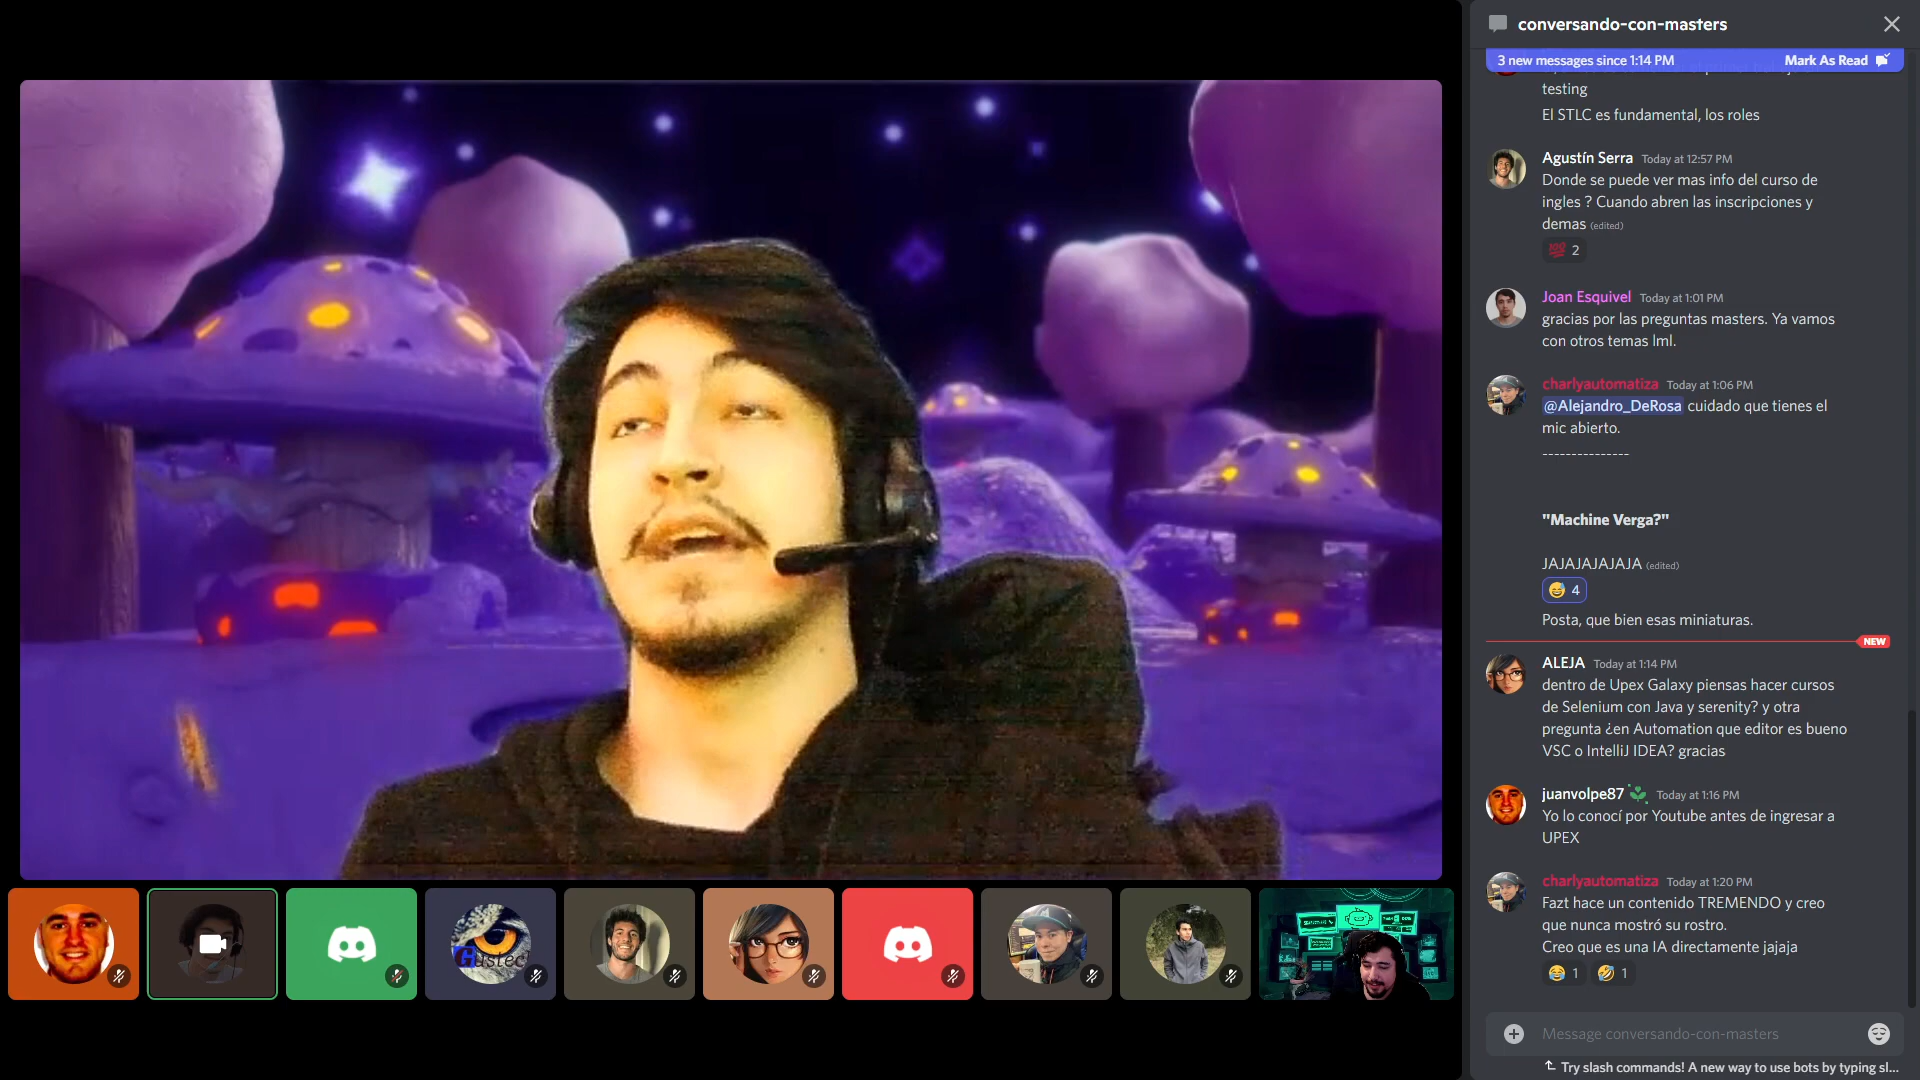 conversando-con-masters
3 new messages since 1:14 PM
Mark As Read
testing
El STLC es fundamental, los roles
Agustín Serra Today at 12:57 PM
Donde se puede ver mas info del curso de
ingles ? Cuando abren las inscripciones y
demas (edited)
2
Joan Esquivel Today at 1:01 PM
gracias por las preguntas masters. Ya vamos
con otros temas lml.
charlyautomatiza Today at 1:06 PM
@Alejandro_DeRosa cuidado que tienes el
mic abierto.
---------------
"Machine Verga?"
JAJAJAJAJAJA (edited)
4
Posta, que bien esas miniaturas.
NEW
ALEJA Today at 1:14 PM
dentro de Upex Galaxy piensas hacer cursos
de Selenium con Java y serenity? y otra
pregunta ¿en Automation que editor es bueno
VSC o IntelliJ IDEA? gracias
juanvolpe87 Today at 1:16 PM
Yo lo conocí por Youtube antes de ingresar a
UPEX
charlyautomatiza Today at 1:20 PM
Fazt hace un contenido TREMENDO y creo
que nunca mostró su rostro.
Creo que es una IA directamente jajaja
1 1
Message conversando-con-masters
Try slash commands! A new way to use bots by typing sl...